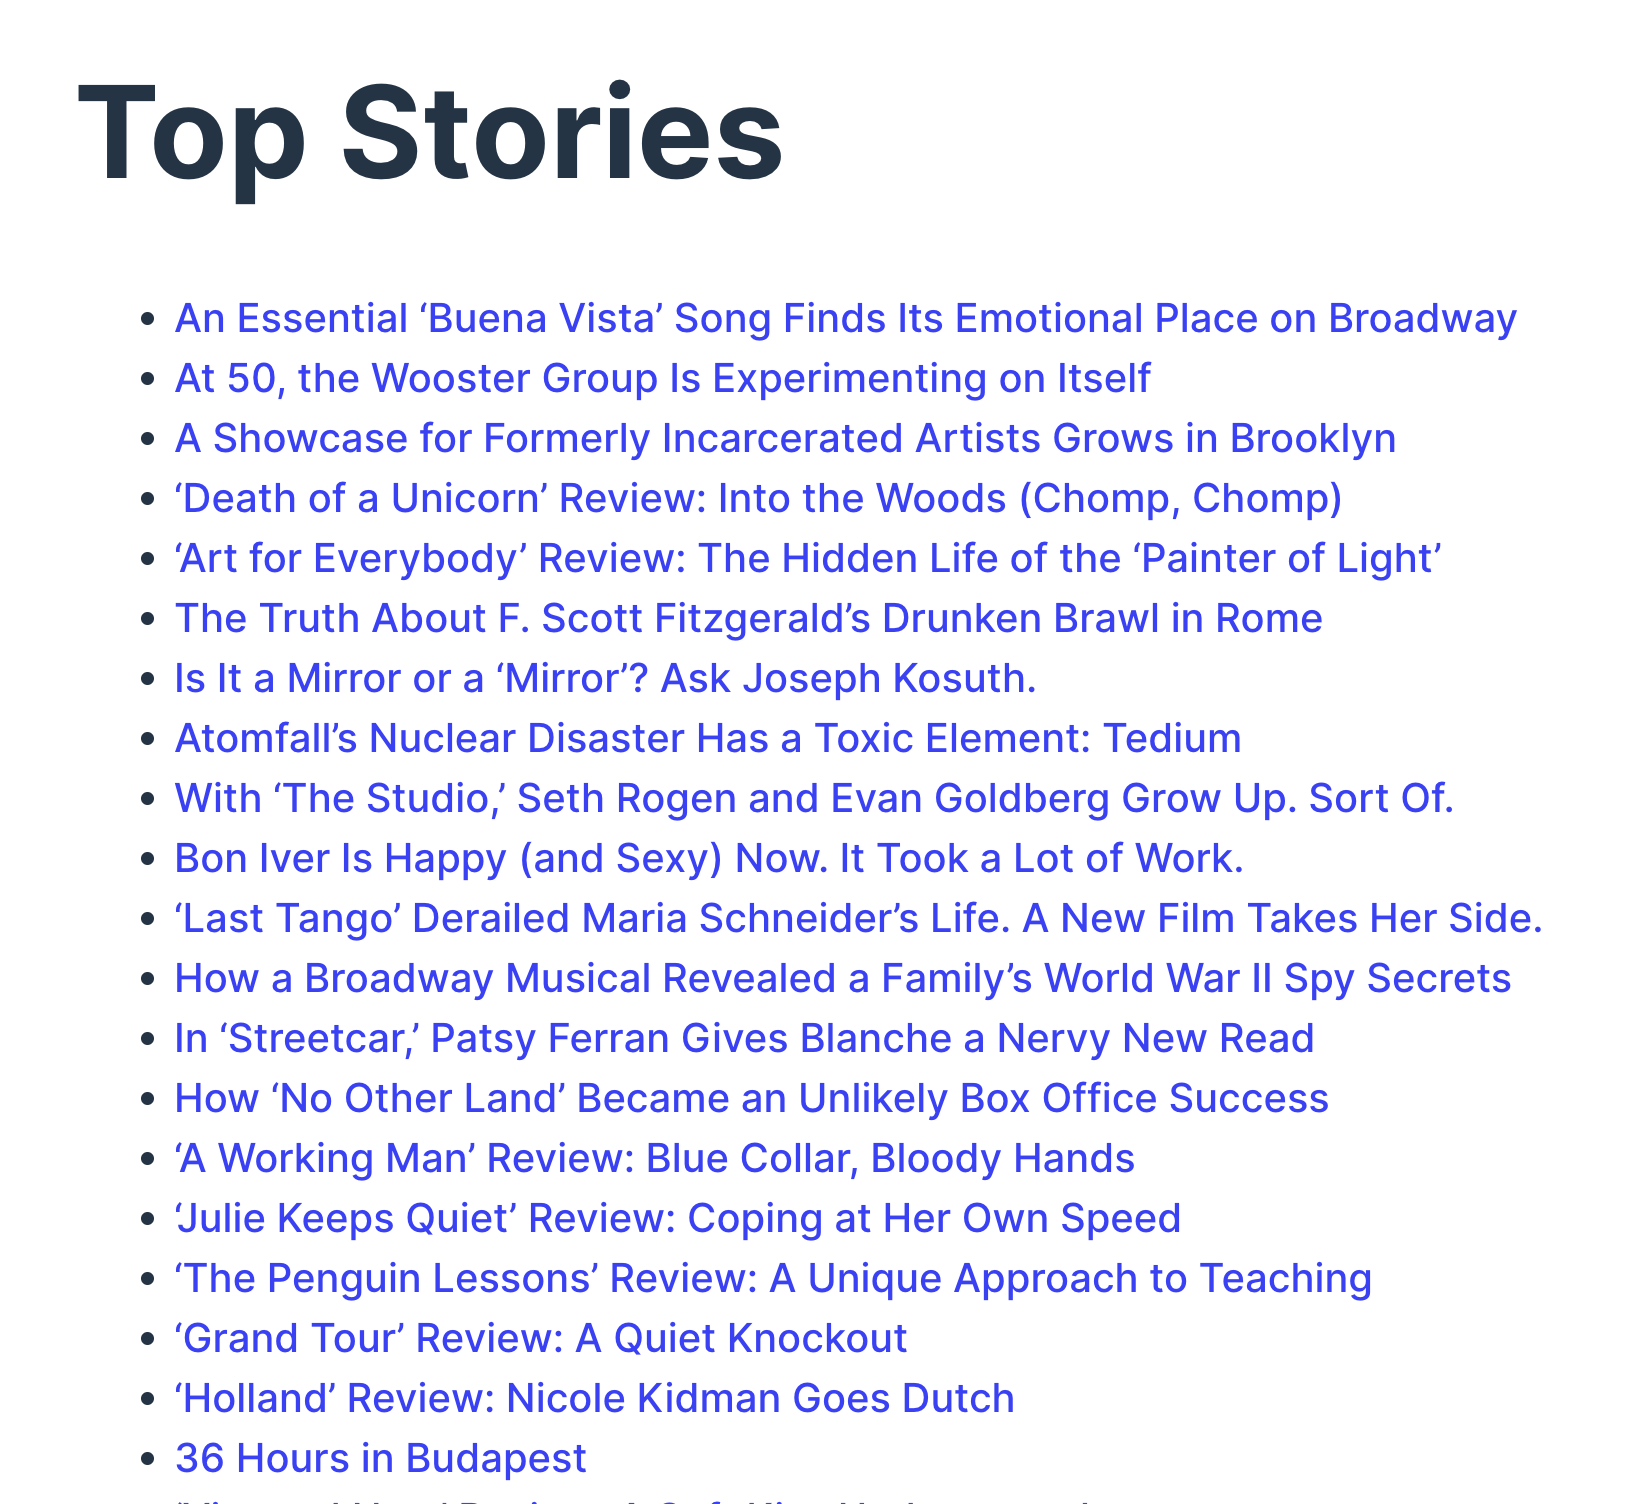 Top Stories
An Essential ‘Buena Vista’ Song Finds Its Emotional Place on Broadway
At 50, the Wooster Group Is Experimenting on Itself
A Showcase for Formerly Incarcerated Artists Grows in Brooklyn
‘Death of a Unicorn’ Review: Into the Woods (Chomp, Chomp)
‘Art for Everybody’ Review: The Hidden Life of the ‘Painter of Light’
The Truth About F. Scott Fitzgerald’s Drunken Brawl in Rome
Is It a Mirror or a ‘Mirror’? Ask Joseph Kosuth.
Atomfall’s Nuclear Disaster Has a Toxic Element: Tedium
With ‘The Studio,’ Seth Rogen and Evan Goldberg Grow Up. Sort Of.
Bon Iver Is Happy (and Sexy) Now. It Took a Lot of Work.
‘Last Tango’ Derailed Maria Schneider’s Life. A New Film Takes Her Side.
How a Broadway Musical Revealed a Family’s World War II Spy Secrets
In ‘Streetcar,’ Patsy Ferran Gives Blanche a Nervy New Read
How ‘No Other Land’ Became an Unlikely Box Office Success
‘A Working Man’ Review: Blue Collar, Bloody Hands
‘Julie Keeps Quiet’ Review: Coping at Her Own Speed
‘The Penguin Lessons’ Review: A Unique Approach to Teaching
‘Grand Tour’ Review: A Quiet Knockout
‘Holland’ Review: Nicole Kidman Goes Dutch
36 Hours in Budapest